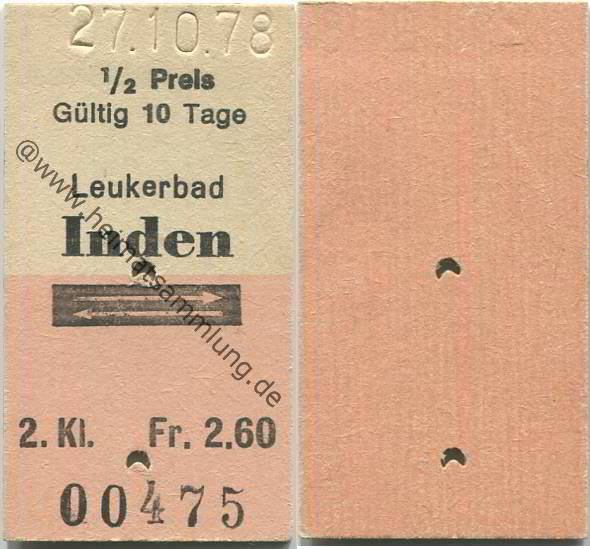 27.10.78
1/2 Preis
Gültig 10 Tage
Leukerbad
Inden
2. Kl. Fr. 2.60
00475
@www.heimatsammlung.de